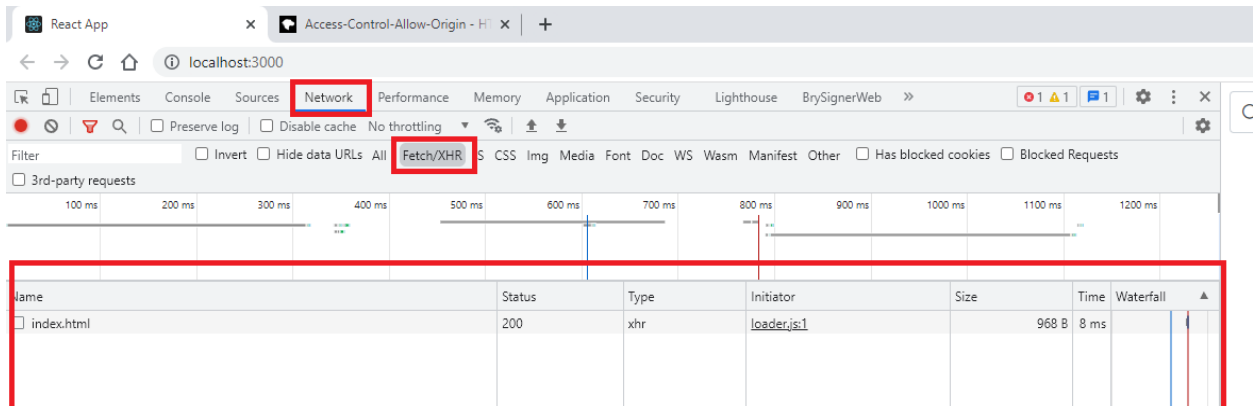 React App
Access-Control-Allow-Origin - HT
localhost:3000
Elements Console Sources Network Performance Memory Application Security Lighthouse BrySignerWeb » 1 1 1
Preserve log Disable cache No throttling
Filter Invert Hide data URLs All Fetch/XHR S CSS Img Media Font Doc WS Wasm Manifest Other Has blocked cookies Blocked Requests
3rd-party requests
100 ms 200 ms 300 ms 400 ms 500 ms 600 ms 700 ms 800 ms 900 ms 1000 ms 1100 ms 1200 ms
Name Status Type Initiator Size Time Waterfall
index.html 200 xhr loader.js:1 968 B 8 ms